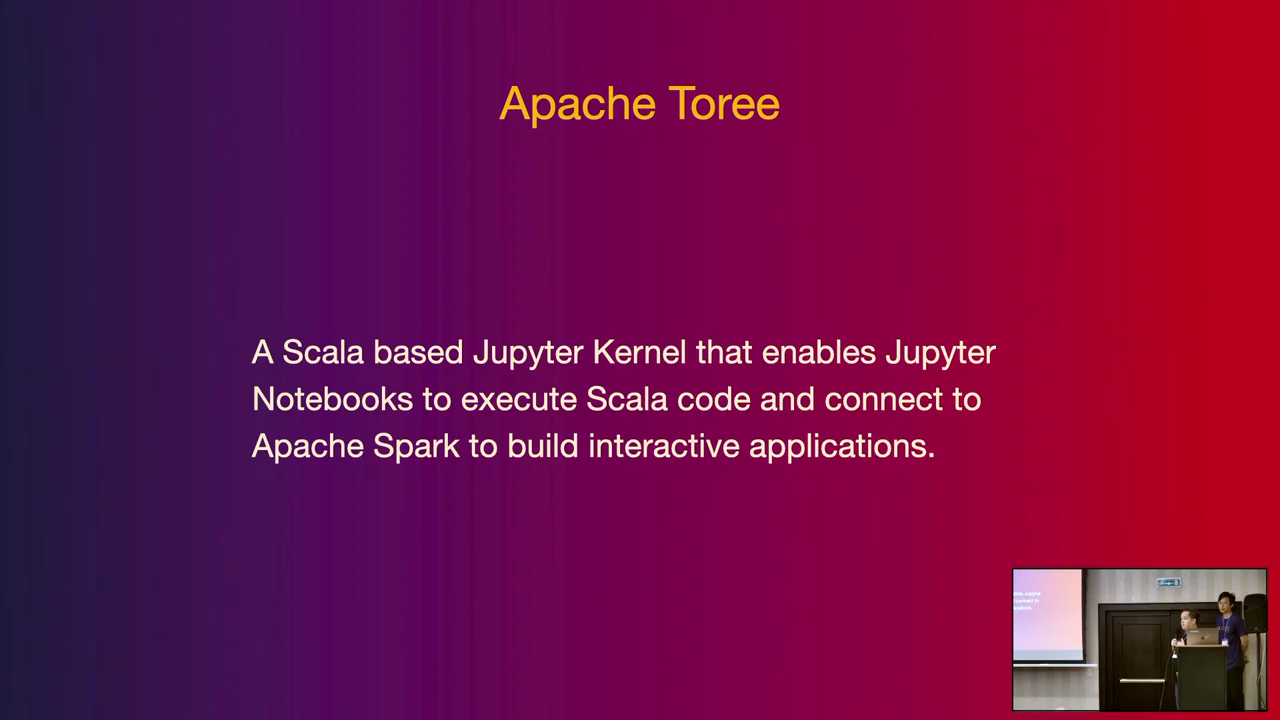 Apache Toree
A Scala based Jupyter Kernel that enables Jupyter
Notebooks to execute Scala code and connect to
Apache Spark to build interactive applications.